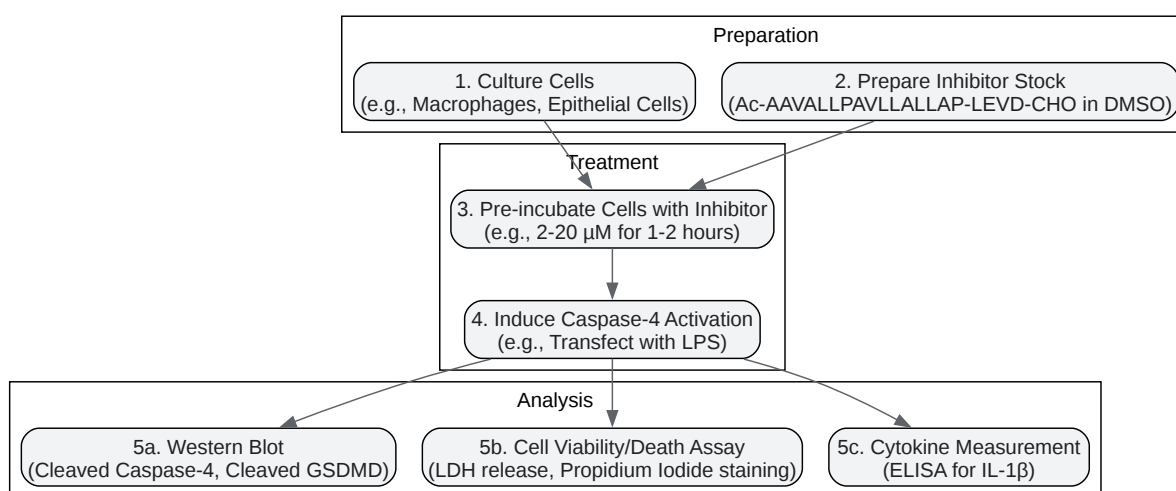 Preparation
1. Culture Cells
(e.g., Macrophages, Epithelial Cells)
2. Prepare Inhibitor Stock
(Ac-AAVALLPAVLLALLAP-LEVD-CHO in DMSO)
Treatment
3. Pre-incubate Cells with Inhibitor
(e.g., 2-20 µM for 1-2 hours)
4. Induce Caspase-4 Activation
(e.g., Transfect with LPS)
Analysis
5a. Western Blot
(Cleaved Caspase-4, Cleaved GSDMD)
5b. Cell Viability/Death Assay
(LDH release, Propidium Iodide staining)
5c. Cytokine Measurement
(ELISA for IL-1β)